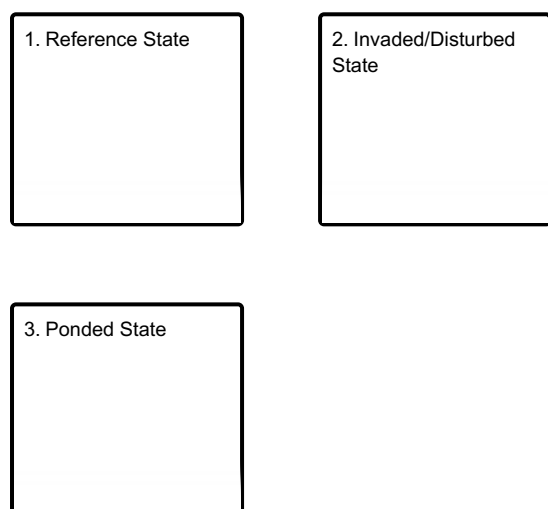 1. Reference State
2. Invaded/Disturbed
State
3. Ponded State